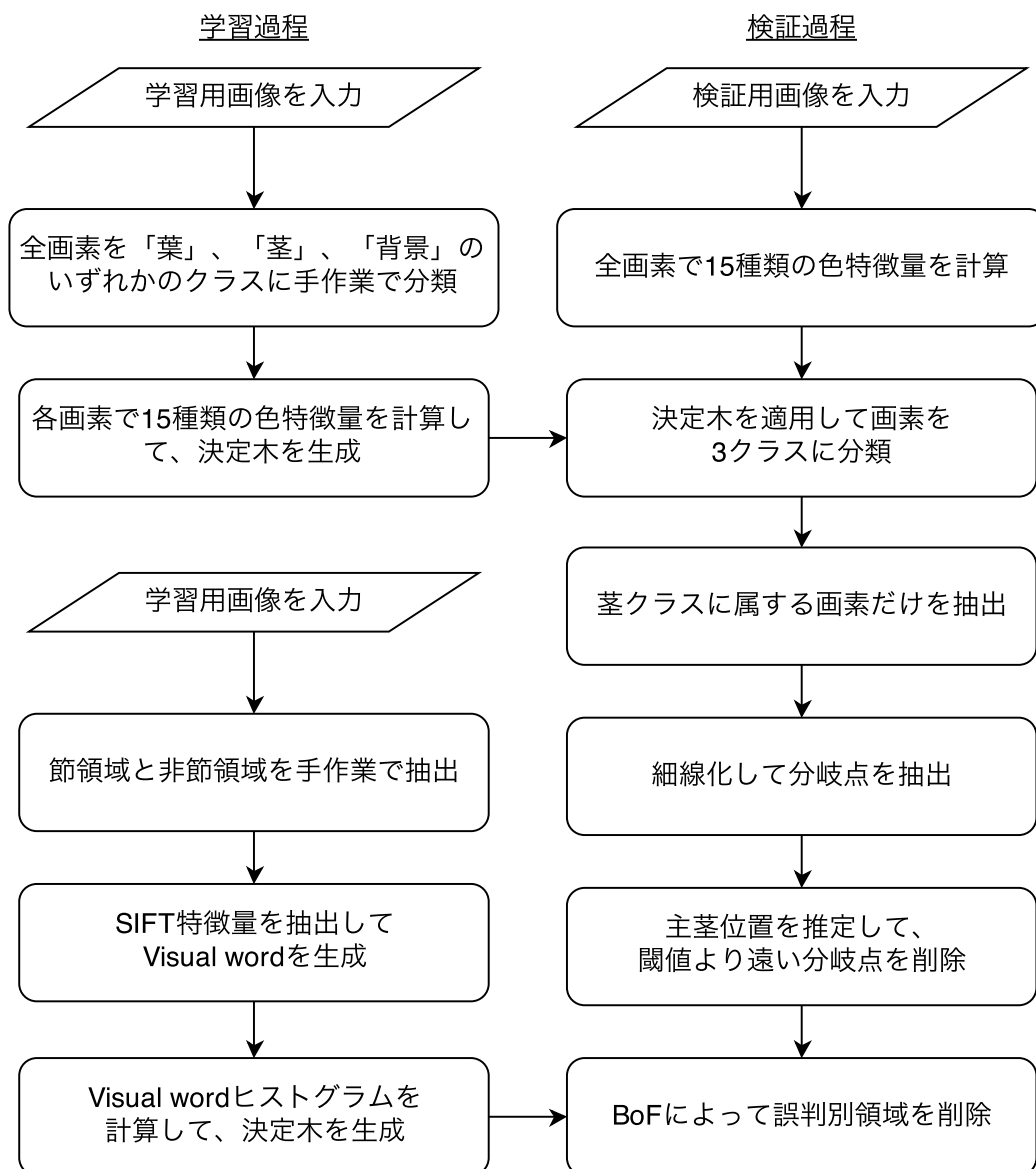 学習過程
学習用画像を入力
全画素を「葉」、「茎」、「背景」の
いずれかのクラスに手作業で分類
各画素で15種類の色特徴量を計算し
て、決定木を生成
学習用画像を入力
節領域と非節領域を手作業で抽出
SIFT特徴量を抽出して
Visual wordを生成
Visual wordヒストグラムを
計算して、決定木を生成
検証過程
検証用画像を入力
全画素で15種類の色特徴量を計算
決定木を適用して画素を
3クラスに分類
茎クラスに属する画素だけを抽出
細線化して分岐点を抽出
主茎位置を推定して、
閾値より遠い分岐点を削除
BoFによって誤判別領域を削除